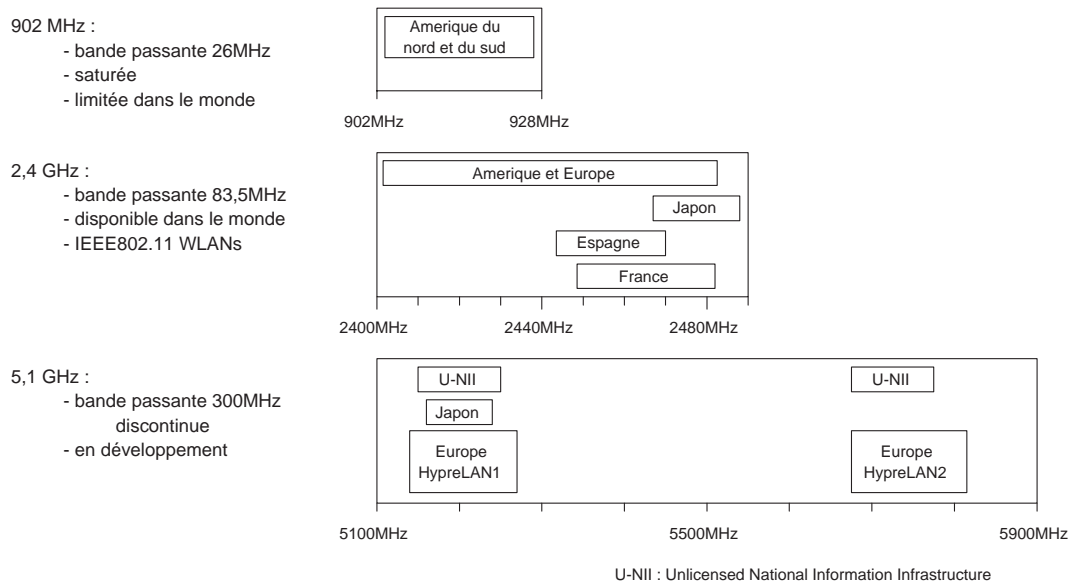 902 MHz :
- bande passante 26MHz
- saturée
- limitée dans le monde
Amerique du
nord et du sud
902MHz
928MHz
2,4 GHz :
- bande passante 83,5MHz
- disponible dans le monde
- IEEE802.11 WLANs
Amerique et Europe
Japon
Espagne
France
2400MHz
2440MHz
2480MHz
5,1 GHz :
- bande passante 300MHz
discontinue
- en développement
U-NII
U-NII
Japon
Europe
HypreLAN1
Europe
HypreLAN2
5100MHz
5500MHz
5900MHz
U-NII : Unlicensed National Information Infrastructure